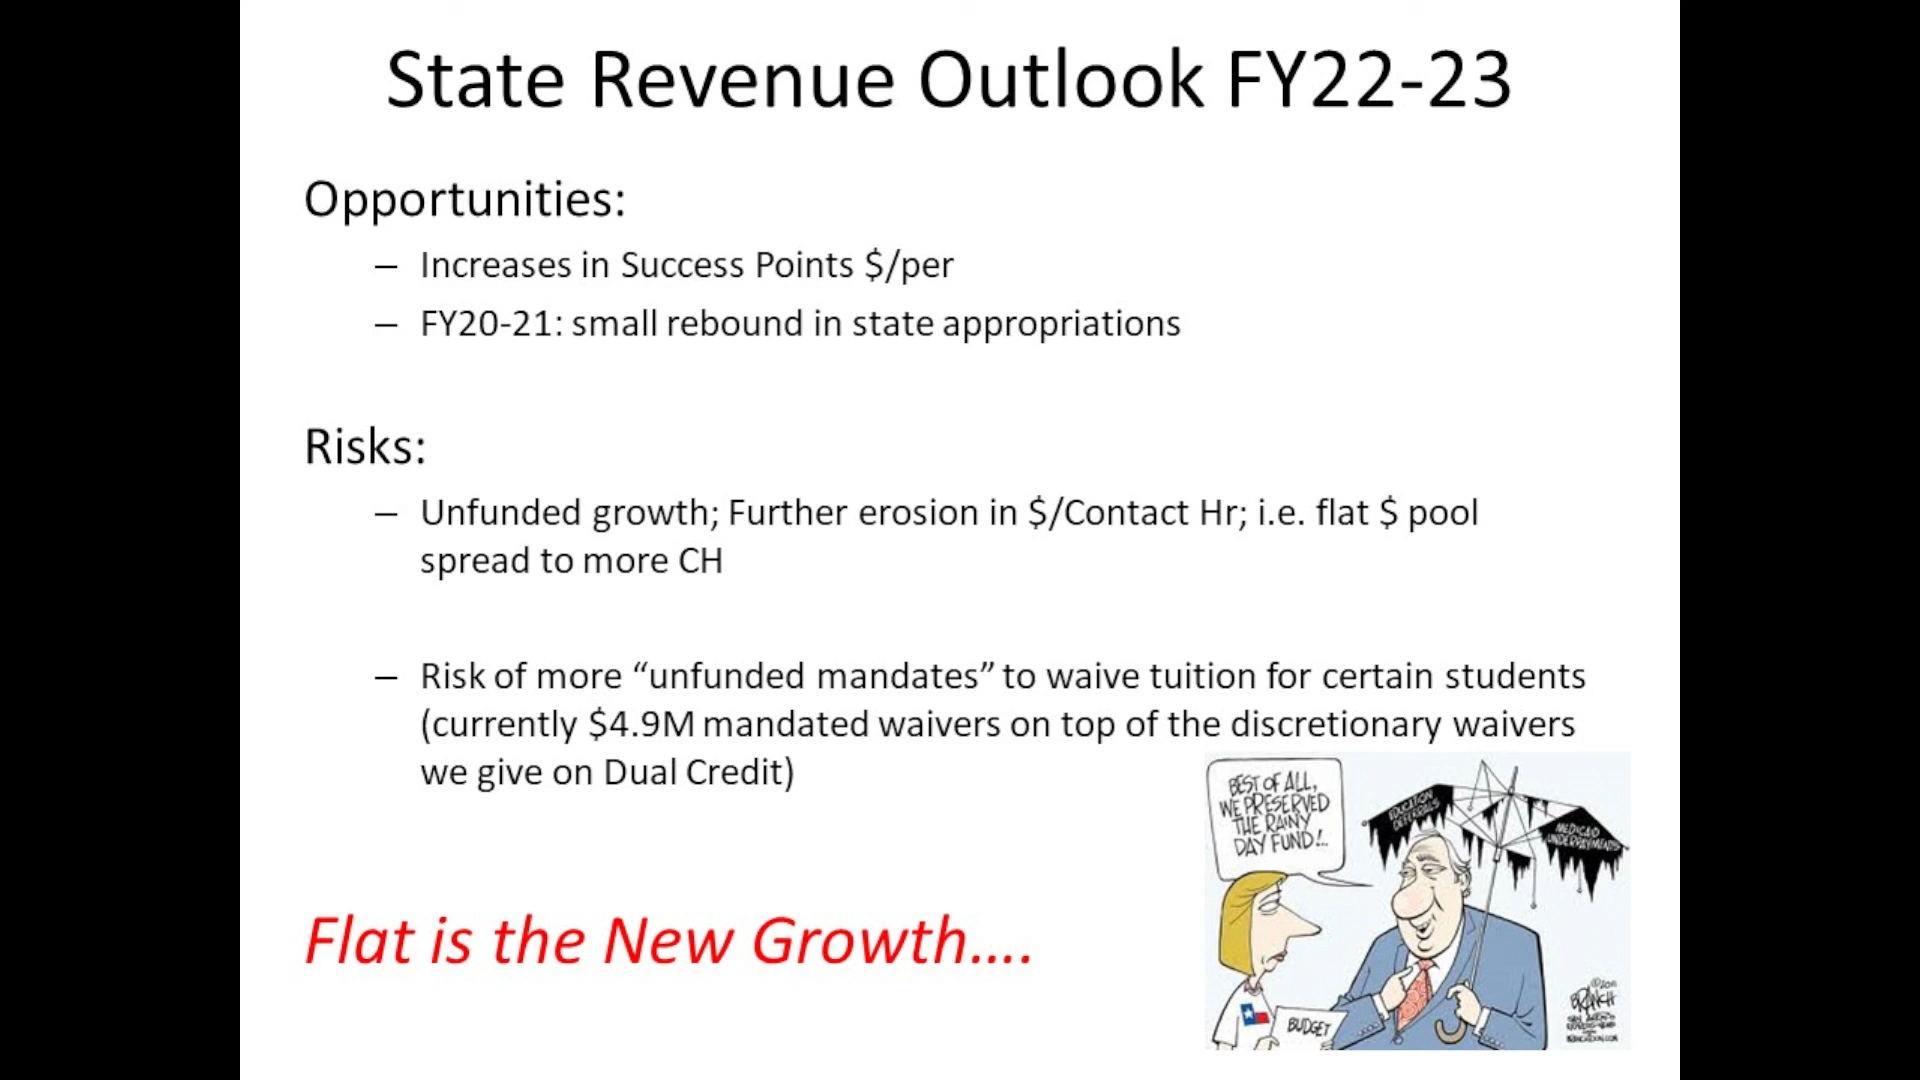 State Revenue Outlook FY22-23
Opportunities:
– Increases in Success Points $/per
– FY20-21: small rebound in state appropriations
Risks:
– Unfunded growth; Further erosion in $/Contact Hr; i.e. flat $ pool
spread to more CH
– Risk of more “unfunded mandates” to waive tuition for certain students
(currently $4.9M mandated waivers on top of the discretionary waivers
we give on Dual Credit)
Flat is the New Growth....
BEST OF ALL,
WE PRESERVED
THE RAINY
DAY FUND!..
EDUCATION
DEFERRALS
MEDICAID
UNDERPAYMENTS
BUDGET
©2011
BRANCH